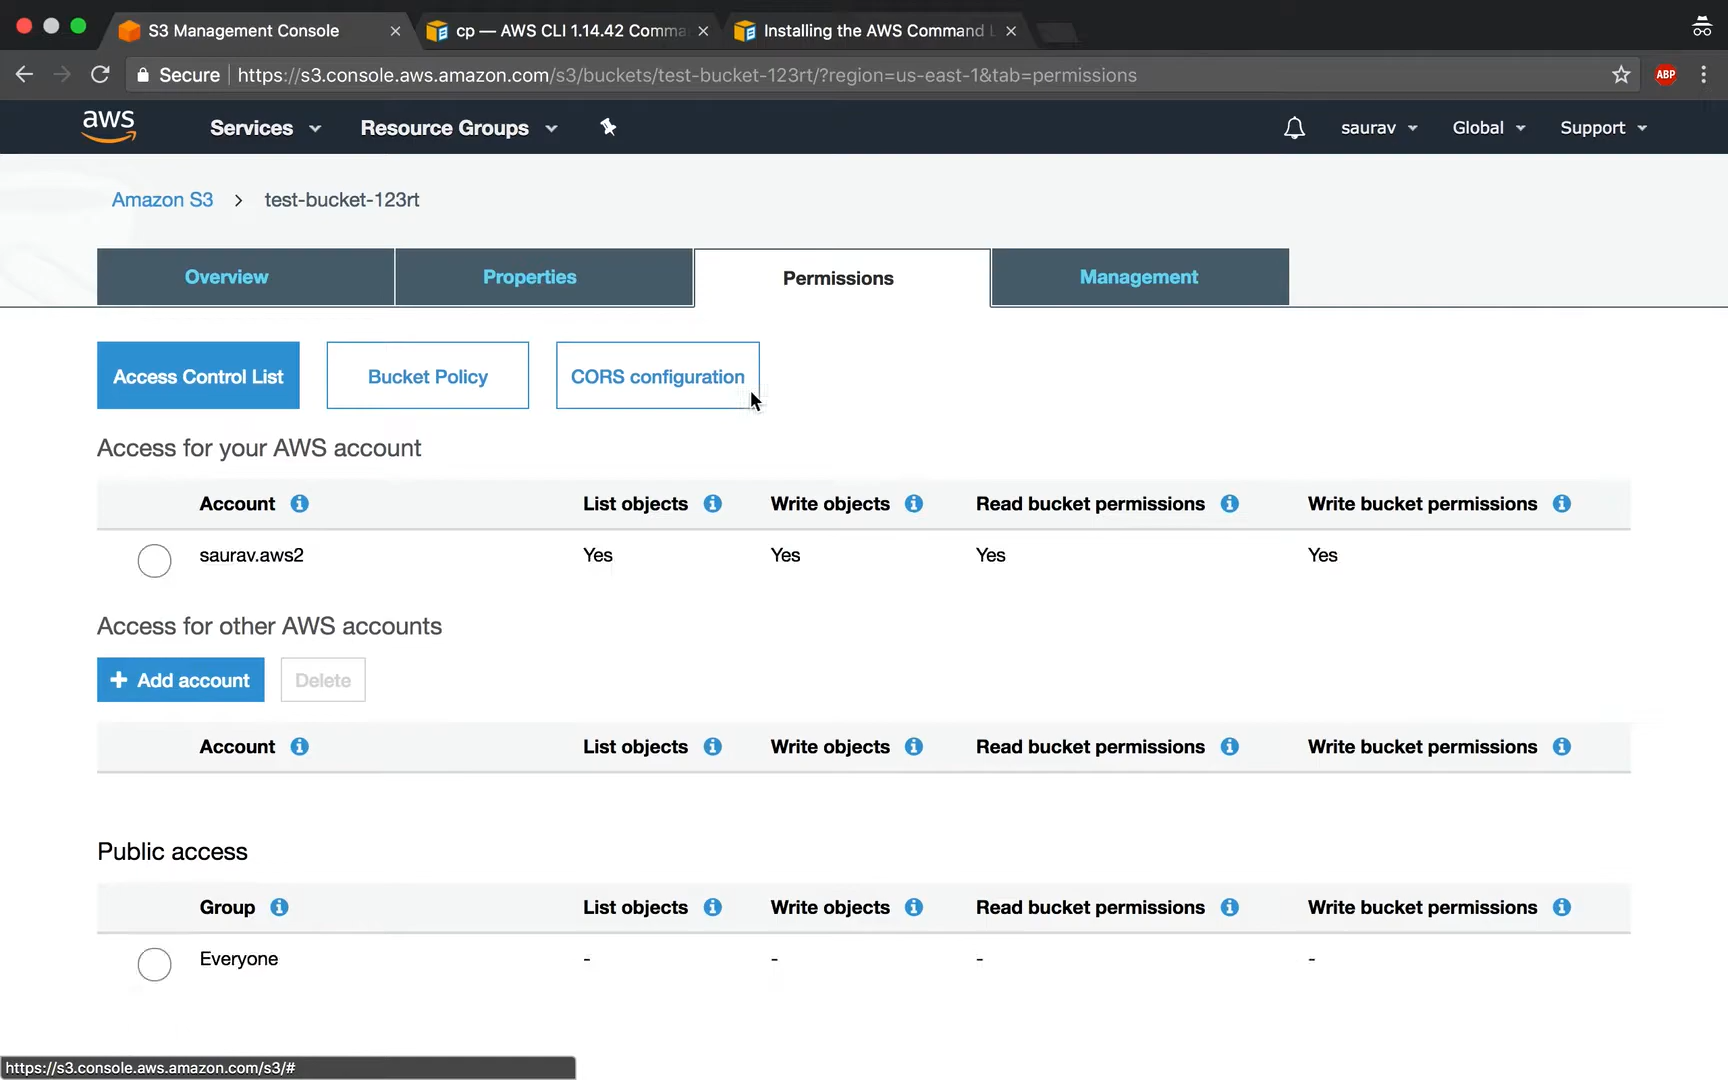 S3 Management Console
cp — AWS CLI 1.14.42 Comma
Installing the AWS Command L
Secure
https://s3.console.aws.amazon.com/s3/buckets/test-bucket-123rt/?region=us-east-1&tab=permissions
ABP
aws
Services
Resource Groups
saurav
Global
Support
Amazon S3 > test-bucket-123rt
Overview
Properties
Permissions
Management
Access Control List
Bucket Policy
CORS configuration
Access for your AWS account
Account List objects Write objects Read bucket permissions Write bucket permissions
saurav.aws2 Yes Yes Yes Yes
Access for other AWS accounts
+ Add account
Delete
Account List objects Write objects Read bucket permissions Write bucket permissions
Public access
Group List objects Write objects Read bucket permissions Write bucket permissions
Everyone - - - -
https://s3.console.aws.amazon.com/s3/#